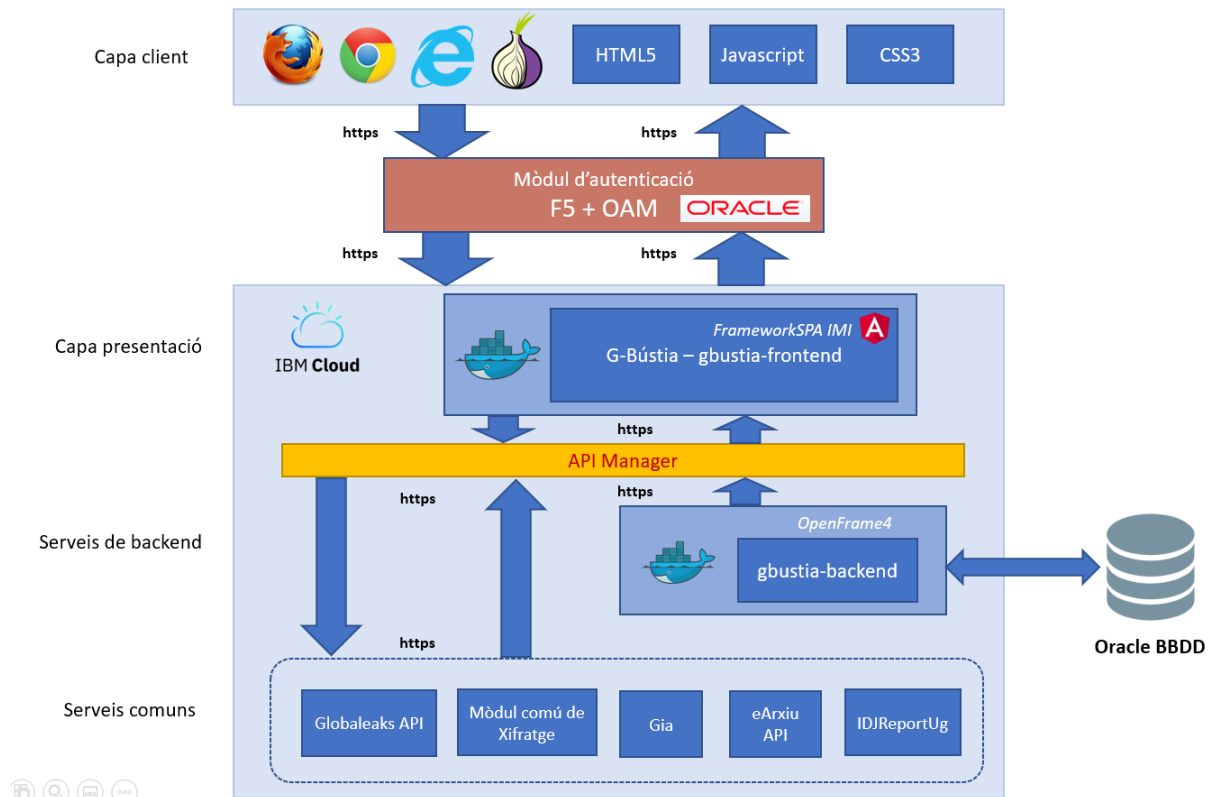 Capa client
HTML5
Javascript
CSS3
https
https
Mòdul d'autenticació
F5 + OAM
ORACLE
https
https
Capa presentació
IBM Cloud
FrameworkSPA IMI
A
G-Bústia – gbustia-frontend
https
API Manager
https
https
Serveis de backend
OpenFrame4
gbustia-backend
Oracle BBDD
https
Serveis comuns
Globaleaks API
Mòdul comú de
Xifratge
Gia
eArxiu
API
IDJReportUg